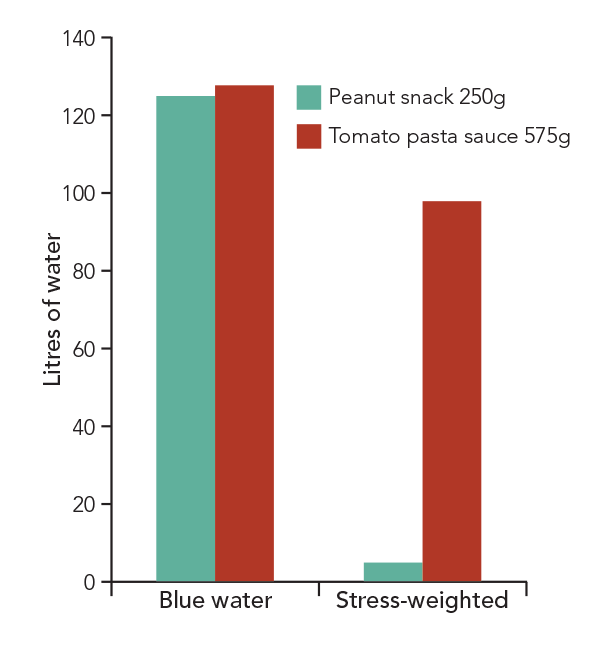 140
120
100
80
60
40
20
0
Litres of water
Peanut snack 250g
Tomato pasta sauce 575g
Blue water
Stress-weighted